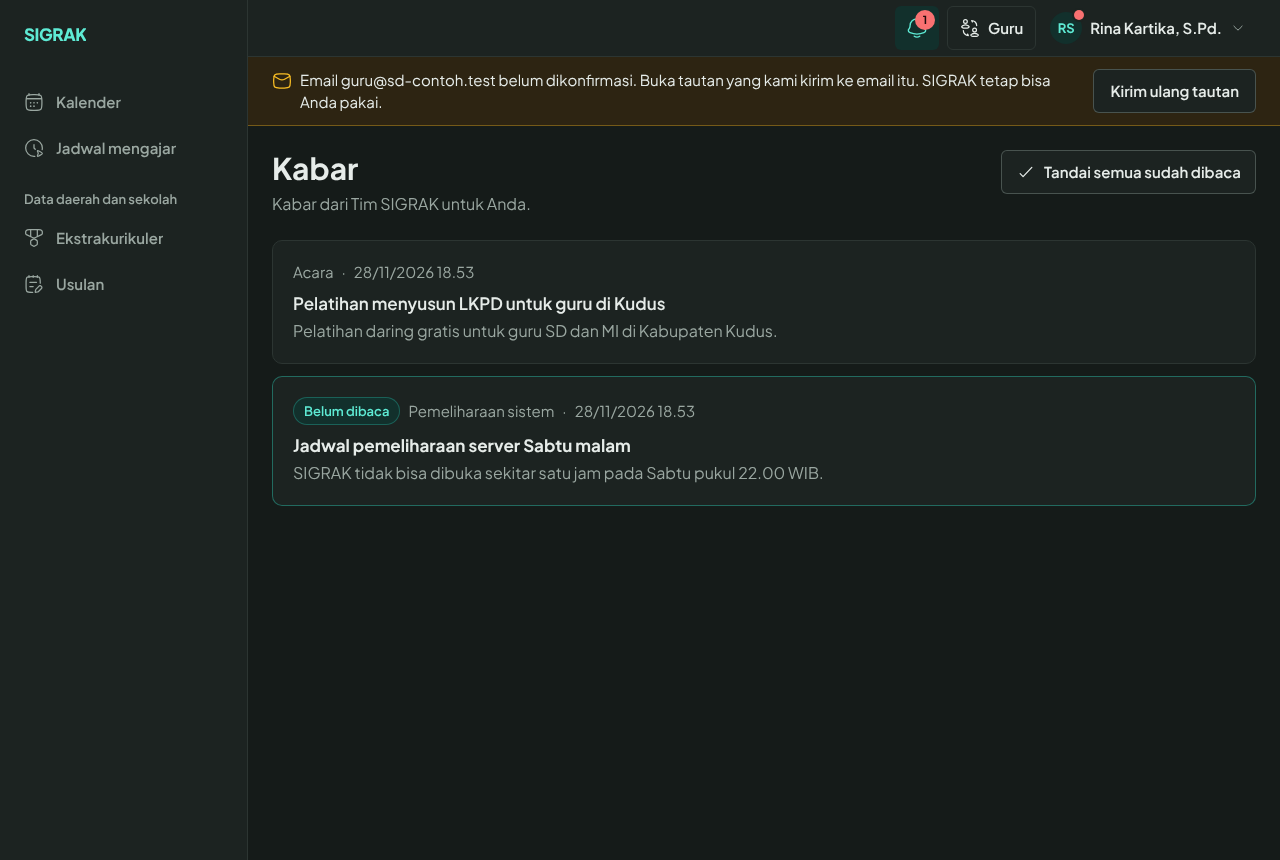 SIGRAK
1
Guru
RS
Rina Kartika, S.Pd.
Kalender
Jadwal mengajar
Data daerah dan sekolah
Ekstrakurikuler
Usulan
Email guru@sd-contoh.test belum dikonfirmasi. Buka tautan yang kami kirim ke email itu. SIGRAK tetap bisa
Anda pakai.
Kirim ulang tautan
Kabar
Kabar dari Tim SIGRAK untuk Anda.
Tandai semua sudah dibaca
Acara · 28/11/2026 18.53
Pelatihan menyusun LKPD untuk guru di Kudus
Pelatihan daring gratis untuk guru SD dan MI di Kabupaten Kudus.
Belum dibaca Pemeliharaan sistem · 28/11/2026 18.53
Jadwal pemeliharaan server Sabtu malam
SIGRAK tidak bisa dibuka sekitar satu jam pada Sabtu pukul 22.00 WIB.